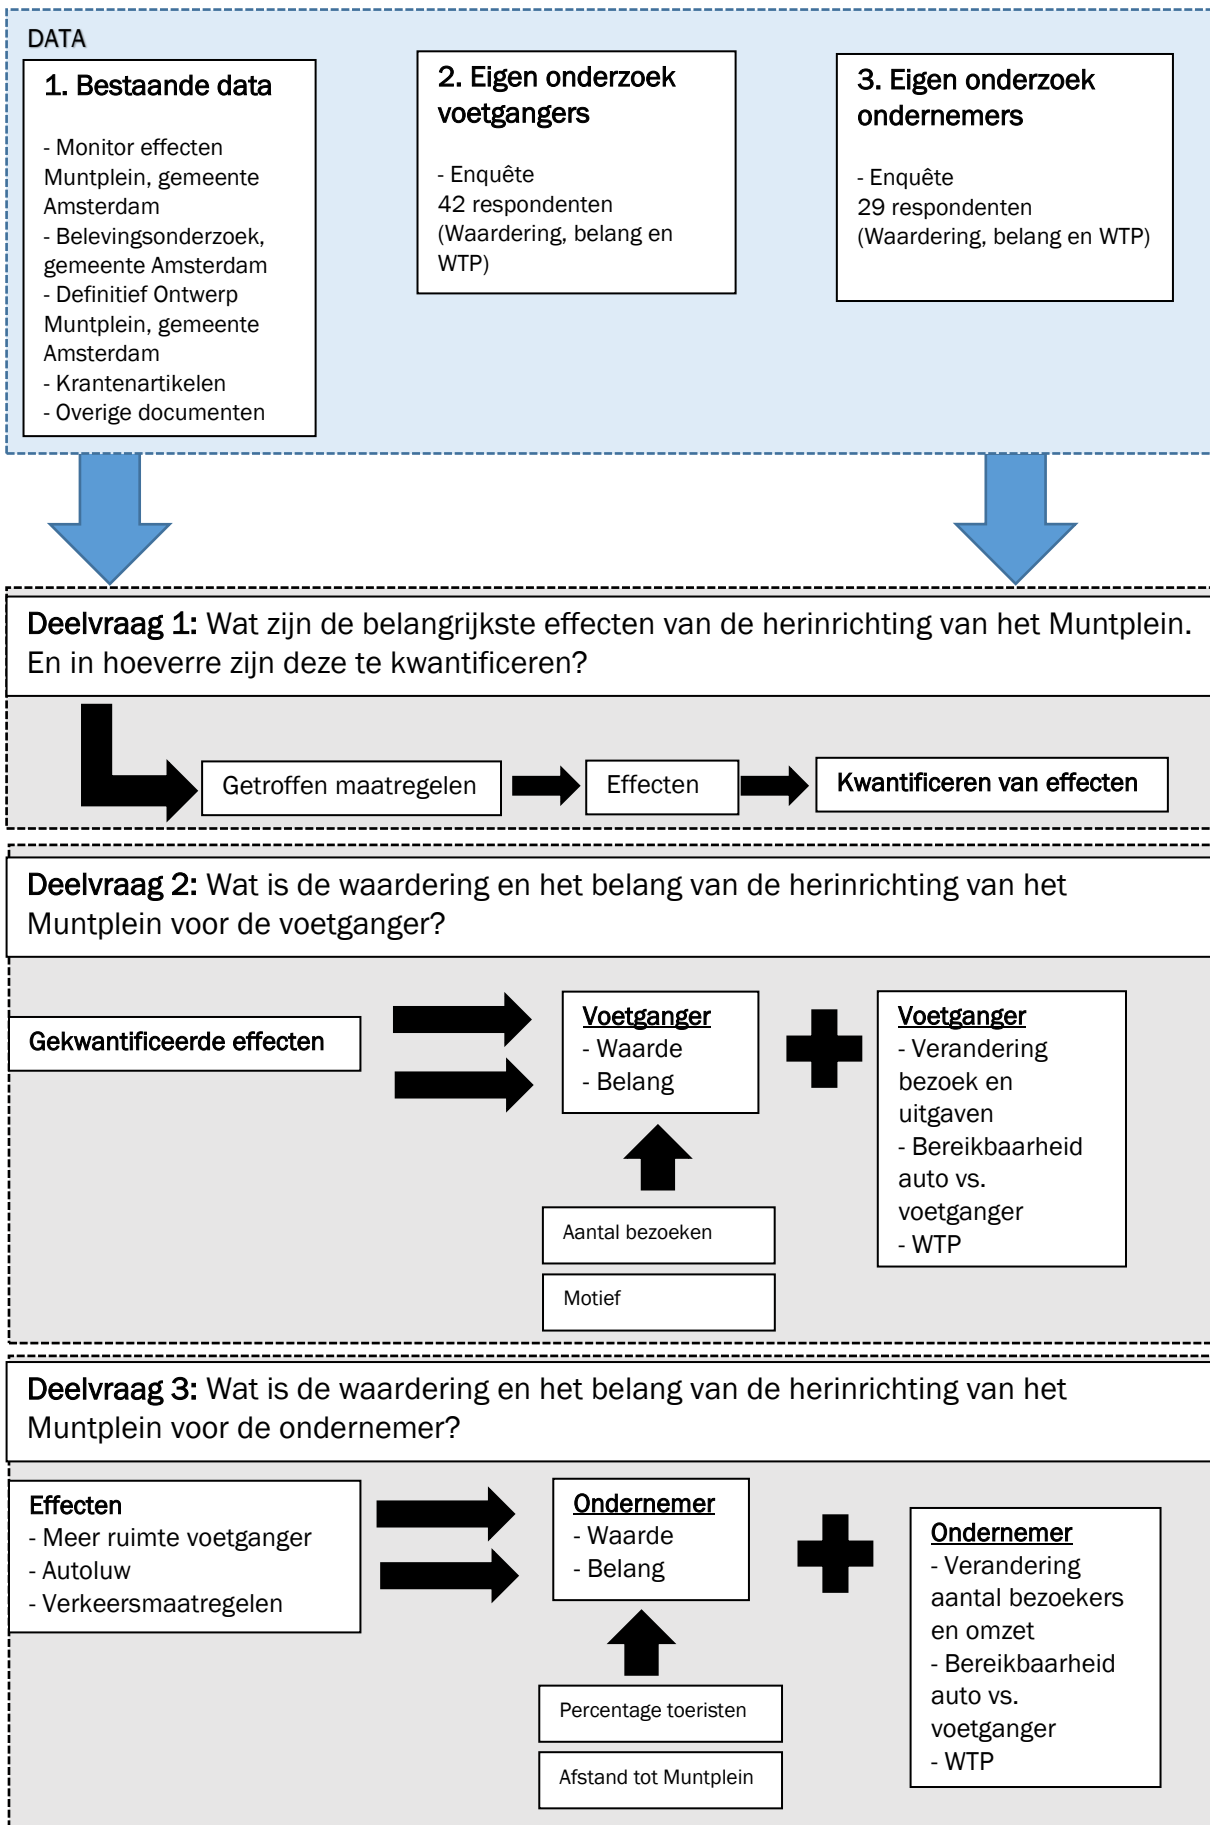 DATA
1. Bestaande data
- Monitor effecten
Muntplein, gemeente
Amsterdam
- Belevingsonderzoek,
gemeente Amsterdam
- Definitief Ontwerp
Muntplein, gemeente
Amsterdam
- Krantenartikelen
- Overige documenten
2. Eigen onderzoek
voetgangers
- Enquête
42 respondenten
(Waardering, belang en
WTP)
3. Eigen onderzoek
ondernemers
- Enquête
29 respondenten
(Waardering, belang en WTP)
Deelvraag 1: Wat zijn de belangrijkste effecten van de herinrichting van het Muntplein.
En in hoeverre zijn deze te kwantificeren?
Getroffen maatregelen
Effecten
Kwantificeren van effecten
Deelvraag 2: Wat is de waardering en het belang van de herinrichting van het
Muntplein voor de voetganger?
Gekwantificeerde effecten
Voetganger
- Waarde
- Belang
Aantal bezoeken
Motief
Voetganger
- Verandering
bezoek en
uitgaven
- Bereikbaarheid
auto vs.
voetganger
- WTP
Deelvraag 3: Wat is de waardering en het belang van de herinrichting van het
Muntplein voor de ondernemer?
Effecten
- Meer ruimte voetganger
- Autoluw
- Verkeersmaatregelen
Ondernemer
- Waarde
- Belang
Percentage toeristen
Afstand tot Muntplein
Ondernemer
- Verandering
aantal bezoekers
en omzet
- Bereikbaarheid
auto vs.
voetganger
- WTP